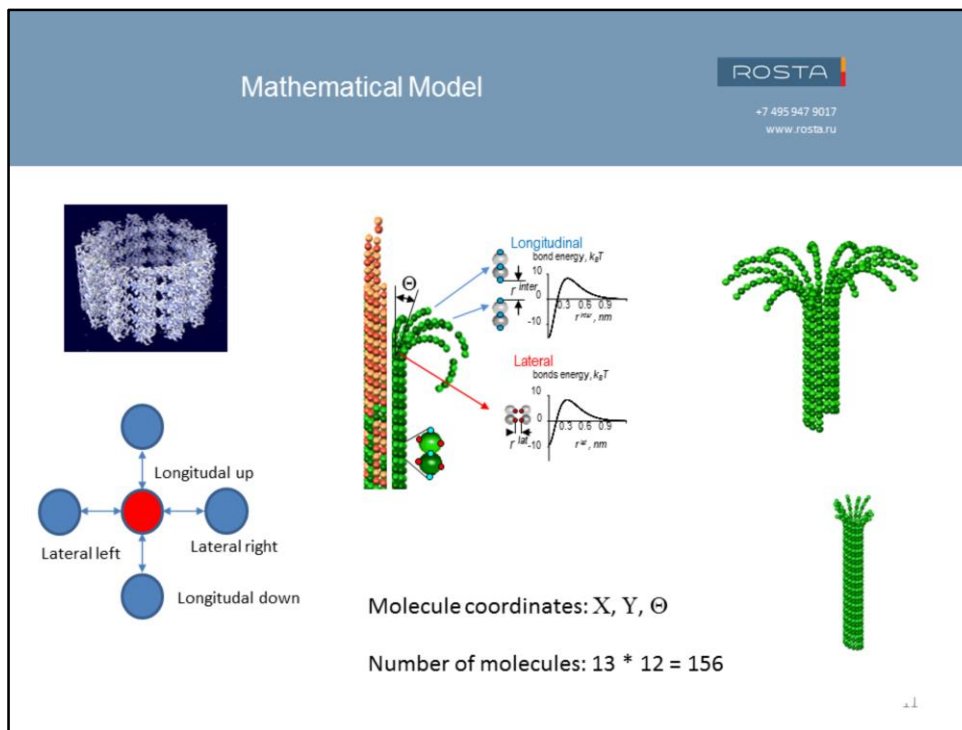 Mathematical Model
ROSTA
+7 495 947 9017
www.rosta.ru
Longitudinal
bond energy, kBT
10
0
-10
0.3 0.6 0.9
r inter, nm
r inter
Θ
Lateral
bonds energy, kBT
10
0
-10
0.3 0.6 0.9
r lat, nm
r lat
Longitudal up
Lateral left
Lateral right
Longitudal down
Molecule coordinates: X, Y, Θ
Number of molecules: 13 * 12 = 156